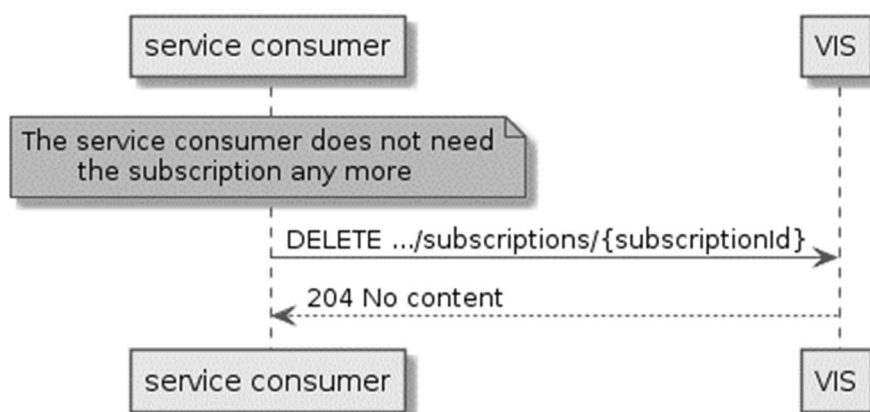 service consumer
VIS
The service consumer does not need
the subscription any more
DELETE .../subscriptions/{subscriptionId}
204 No content
service consumer
VIS